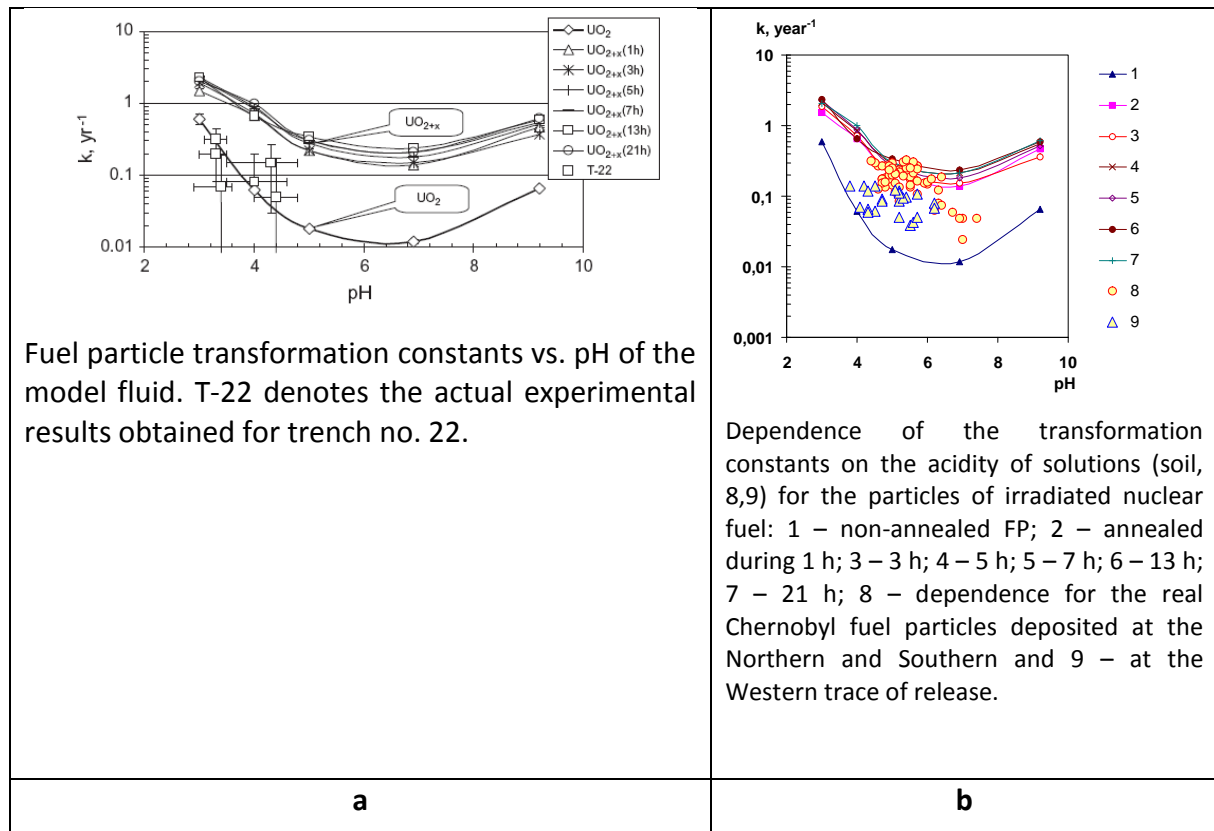 10
1
0.1
0.01
k, yr-1
2
4
6
8
10
pH
UO2+x
UO2
UO2
UO2+x(1h)
UO2+x(3h)
UO2+x(5h)
UO2+x(7h)
UO2+x(13h)
UO2+x(21h)
T-22
Fuel particle transformation constants vs. pH of the
model fluid. T-22 denotes the actual experimental
results obtained for trench no. 22.
a
k, year-1
10
1
0,1
0,01
0,001
2
4
6
8
10
pH
1
2
3
4
5
6
7
8
9
Dependence of the transformation
constants on the acidity of solutions (soil,
8,9) for the particles of irradiated nuclear
fuel: 1 – non-annealed FP; 2 – annealed
during 1 h; 3 – 3 h; 4 – 5 h; 5 – 7 h; 6 – 13 h;
7 – 21 h; 8 – dependence for the real
Chernobyl fuel particles deposited at the
Northern and Southern and 9 – at the
Western trace of release.
b